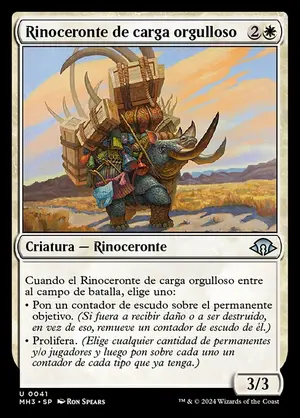 Rinoceronte de carga orgulloso 2
Criatura — Rinoceronte
Cuando el Rinoceronte de carga orgulloso entre
al campo de batalla, elige uno:
• Pon un contador de escudo sobre el permanente
objetivo. (Si fuera a recibir daño o a ser destruido,
en vez de eso, remueve un contador de escudo de él.)
• Prolifera. (Elige cualquier cantidad de permanentes
y/o jugadores y luego pon sobre cada uno un
contador de cada tipo que ya tenga.)
3/3
U 0041
MH3 • SP Ron Spears
™ & © 2024 Wizards of the Coast